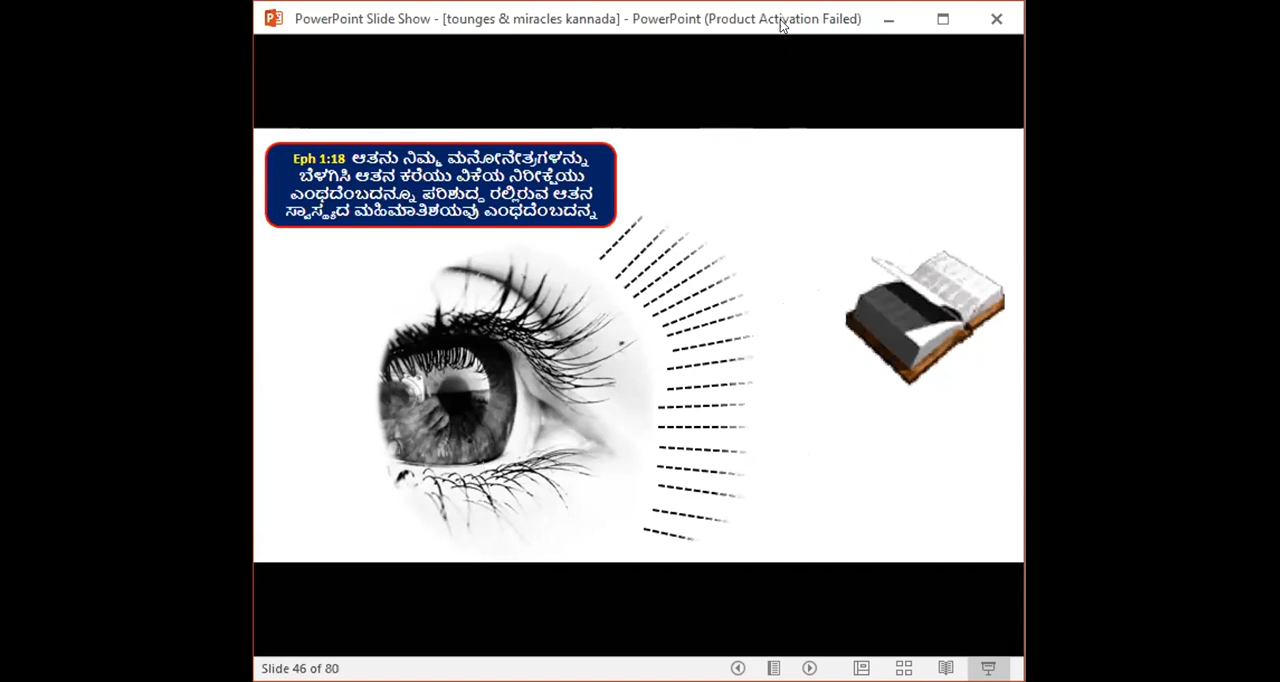 PowerPoint Slide Show - [tounges & miracles kannada] - PowerPoint (Product Activation Failed)
Eph 1:18 ಆತನು ನಿಮ್ಮ ಮನೋನೇತ್ರಗಳನ್ನು
ಬೆಳಗಿಸಿ ಆತನ ಕರೆಯು ವಿಕೆಯ ನಿರೀಕ್ಷೆಯು
ಎಂಥದೆಂಬದನ್ನೂ ಪರಿಶುದ್ದ ರಲ್ಲಿರುವ ಆತನ
ಸ್ವಾಸ್ಥ್ಯದ ಮಹಿಮಾತಿಶಯವು ಎಂಥದೆಂಬದನ್ನ
Slide 46 of 80